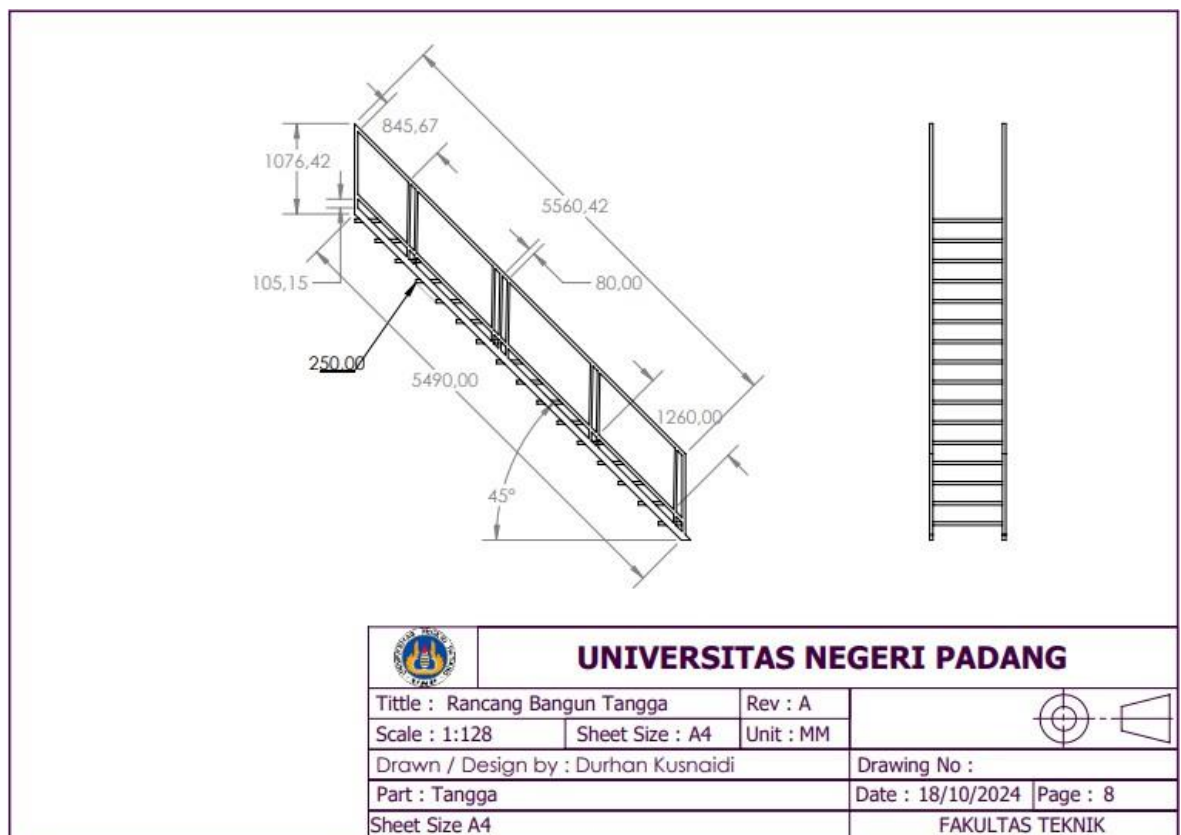 845,67
1076,42
5560,42
105,15
80,00
250.00
5490,00
1260,00
45°
UNIVERSITAS NEGERI PADANG
Tittle : Rancang Bangun Tangga Rev : A
Scale : 1:128 Sheet Size : A4 Unit : MM
Drawn / Design by : Durhan Kusnaidi Drawing No :
Part : Tangga Date : 18/10/2024 Page : 8
Sheet Size A4 FAKULTAS TEKNIK